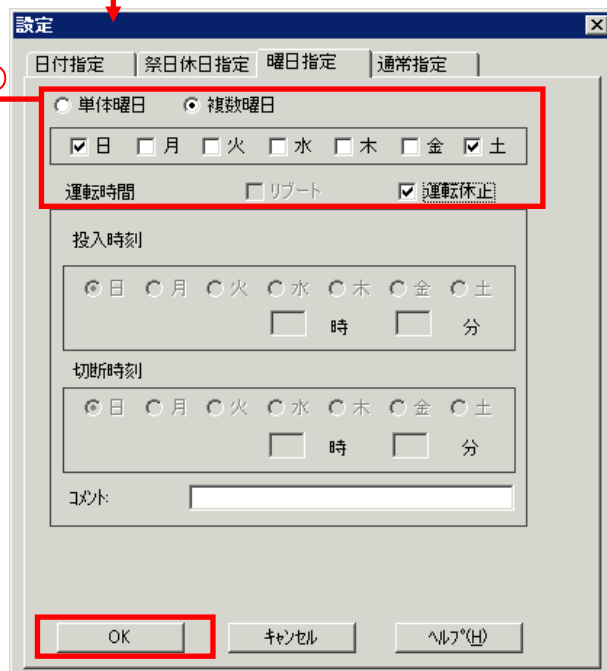 設定
日付指定 祭日休日指定 曜日指定 通常指定
単体曜日 複数曜日
日 月 火 水 木 金 土
運転時間 リブート 運転休止
投入時刻
日 月 火 水 木 金 土
時 分
切断時刻
日 月 火 水 木 金 土
時 分
コメント:
OK キャンセル ヘルプ(H)